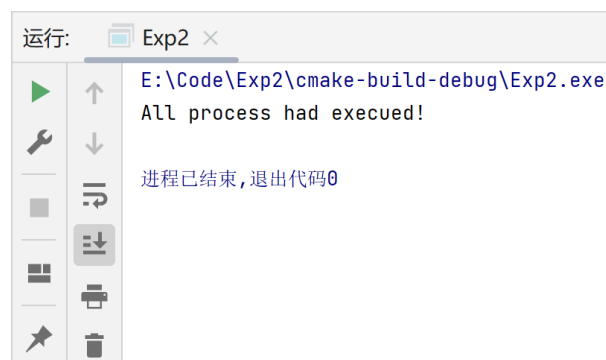 运行:
Exp2
E:\Code\Exp2\cmake-build-debug\Exp2.exe
All process had execued!
进程已结束,退出代码0